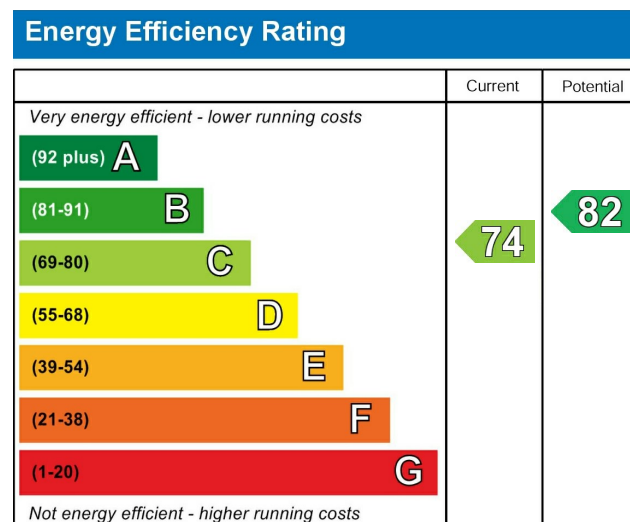 Energy Efficiency Rating
Current Potential
Very energy efficient - lower running costs
(92 plus) A
(81-91) B
82
(69-80) C
74
(55-68) D
(39-54) E
(21-38) F
(1-20) G
Not energy efficient - higher running costs